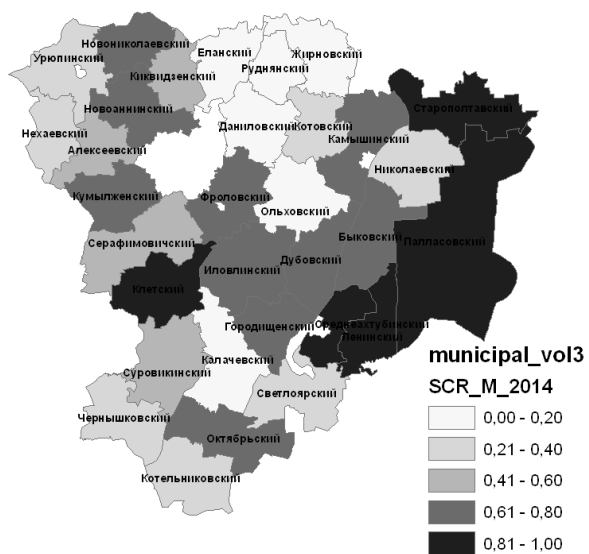 Новониколаевский
Урюпинский
Еланский
Жирновский
Руднянский
Киквидзенский
Новоаннинский
Старополтавский
Нехаевский
Даниловский
Котовский
Алексеевский
Камышинский
Николаевский
Кумылженский
Фроловский
Ольховский
Серафимовичский
Быковский
Палласовский
Дубовский
Иловлинский
Клетский
Городищенский
Среднеахтубинский
Ленинский
Калачевский
Суровикинский
Светлоярский
Чернышковский
Октябрьский
Котельниковский
municipal_vol3
SCR_M_2014
0,00 - 0,20
0,21 - 0,40
0,41 - 0,60
0,61 - 0,80
0,81 - 1,00